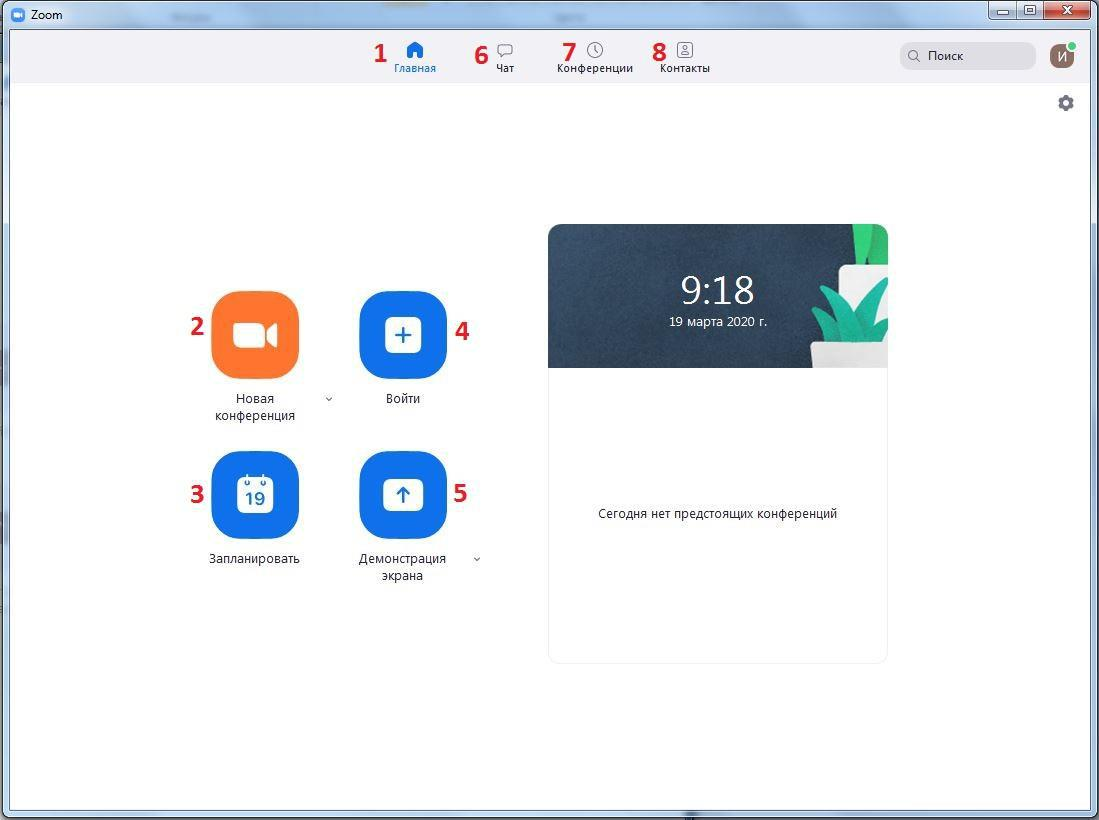 Zoom
1
Главная
6
Чат
7
Конференции
8
Контакты
Поиск
И
2
Новая
конференция
4
Войти
3
19
Запланировать
5
Демонстрация
экрана
9:18
19 марта 2020 г.
Сегодня нет предстоящих конференций